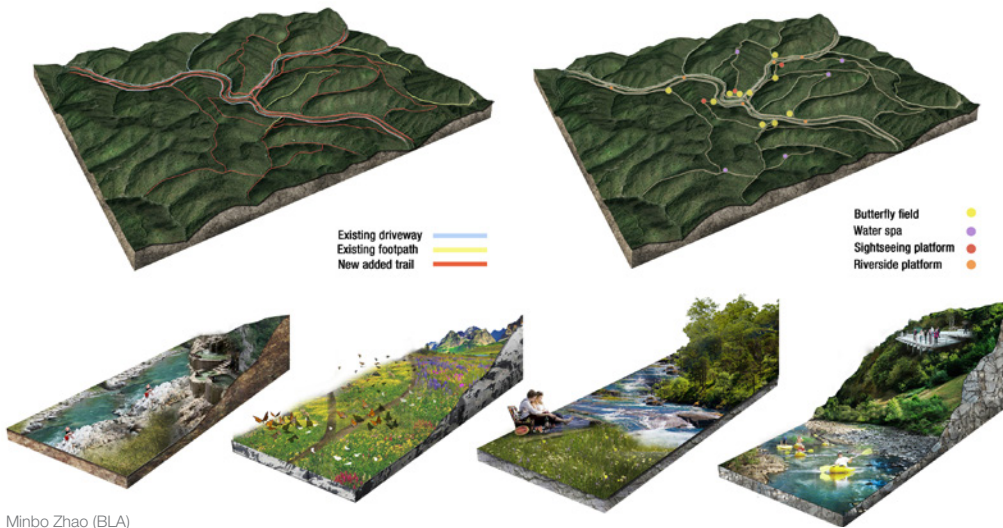 Existing driveway
Existing footpath
New added trail
Butterfly field
Water spa
Sightseeing platform
Riverside platform
Minbo Zhao (BLA)